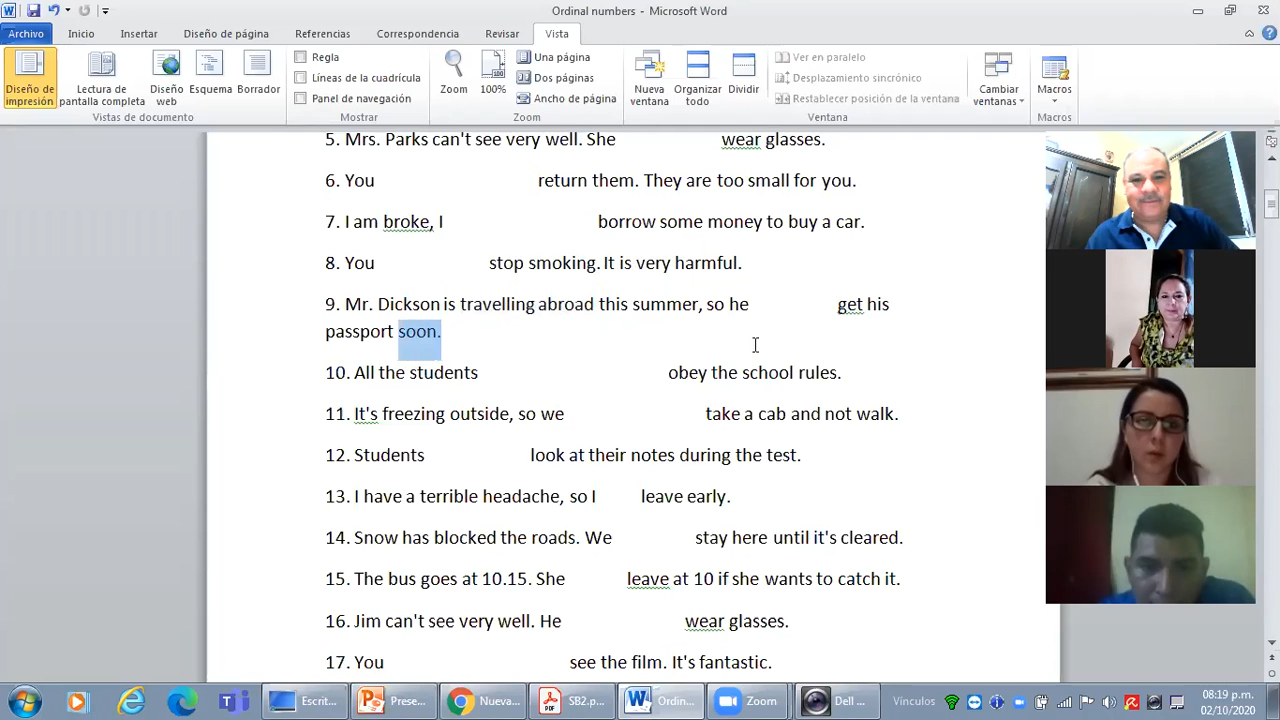 Ordinal numbers - Microsoft Word
Archivo Inicio Insertar Diseño de página Referencias Correspondencia Revisar Vista
Diseño de impresión
Lectura de pantalla completa
Diseño web
Esquema
Borrador
Vistas de documento
Regla
Líneas de la cuadrícula
Panel de navegación
Mostrar
Zoom
100%
Una página
Dos páginas
Ancho de página
Zoom
Nueva ventana
Organizar todo
Dividir
Ver en paralelo
Desplazamiento sincrónico
Restablecer posición de la ventana
Ventana
Cambiar ventanas
Macros
Macros
5. Mrs. Parks can't see very well. She wear glasses.
6. You return them. They are too small for you.
7. I am broke, I borrow some money to buy a car.
8. You stop smoking. It is very harmful.
9. Mr. Dickson is travelling abroad this summer, so he get his
passport soon.
10. All the students obey the school rules.
11. It's freezing outside, so we take a cab and not walk.
12. Students look at their notes during the test.
13. I have a terrible headache, so I leave early.
14. Snow has blocked the roads. We stay here until it's cleared.
15. The bus goes at 10.15. She leave at 10 if she wants to catch it.
16. Jim can't see very well. He wear glasses.
17. You see the film. It's fantastic.
Escrit... Prese... Nueva... SB2.p... Ordin... Zoom Dell ... Vínculos
08:19 p.m.
02/10/2020